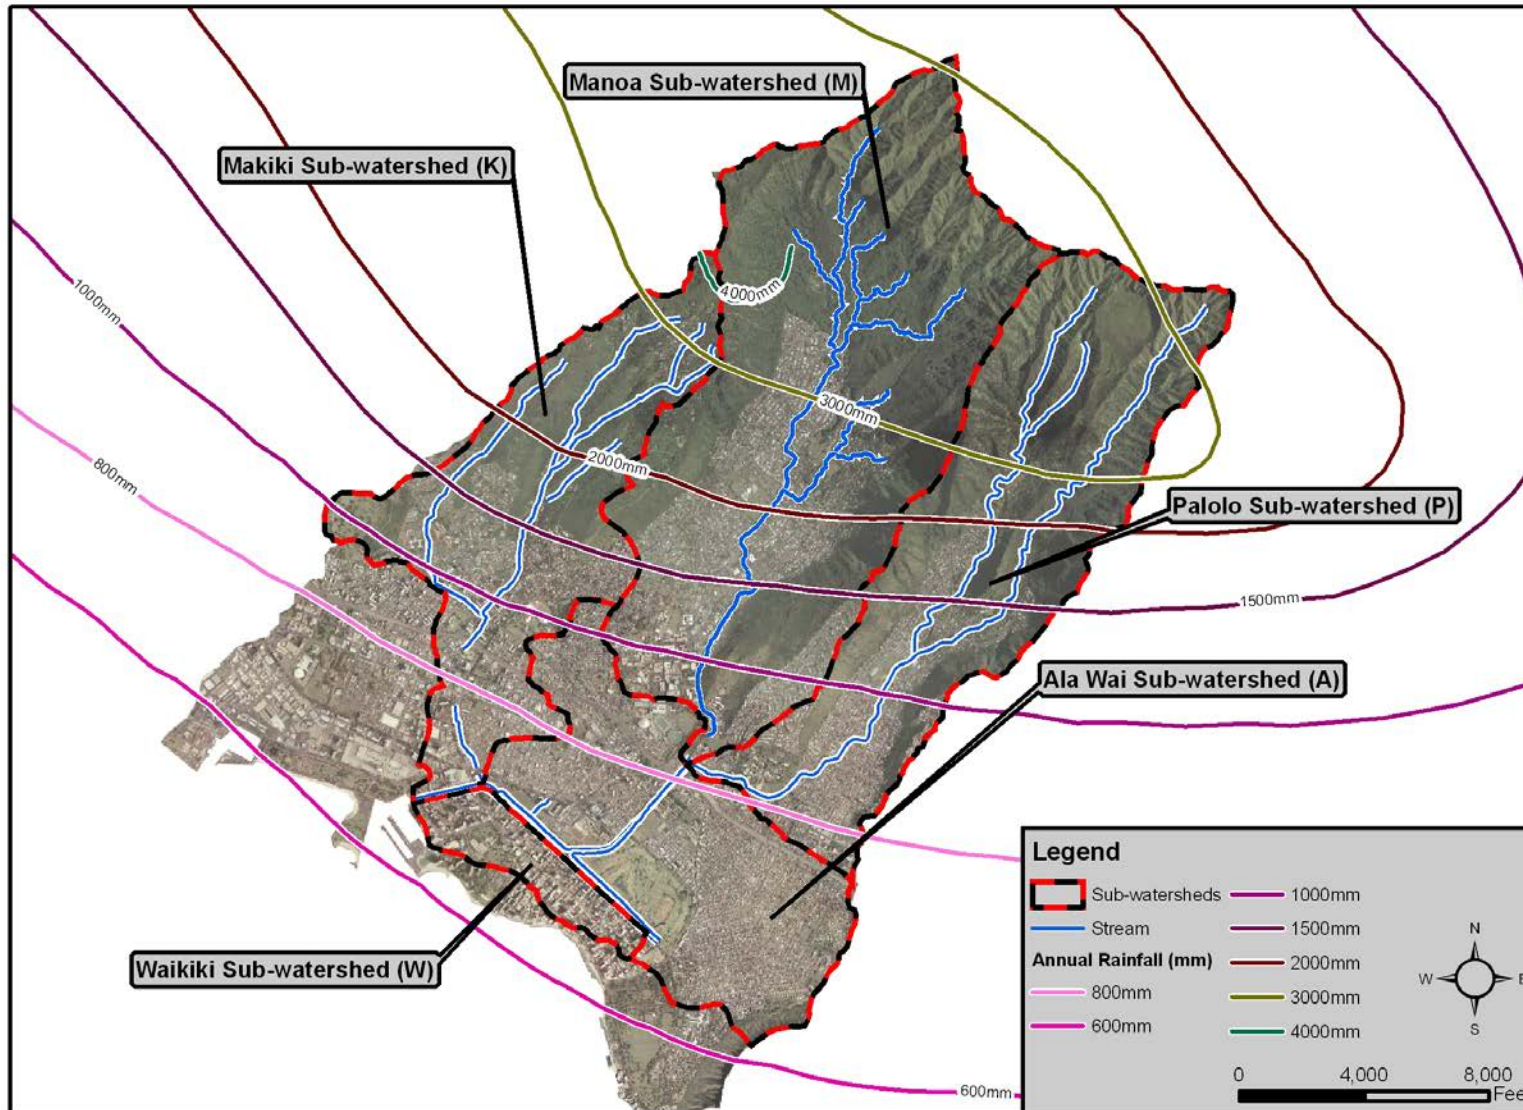 Manoa Sub-watershed (M)
Makiki Sub-watershed (K)
4000mm
1000mm
3000mm
2000mm
800mm
Palolo Sub-watershed (P)
1500mm
Ala Wai Sub-watershed (A)
Waikiki Sub-watershed (W)
600mm
Legend
Sub-watersheds
Stream
Annual Rainfall (mm)
800mm
600mm
1000mm
1500mm
2000mm
3000mm
4000mm
N
W E
S
0 4,000 8,000
Fee